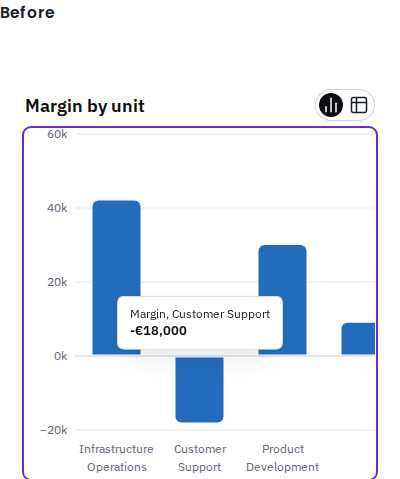 Before
Margin by unit
60k
40k
20k
Margin, Customer Support
-€18,000
0k
−20k
Infrastructure Operations
Customer Support
Product Development